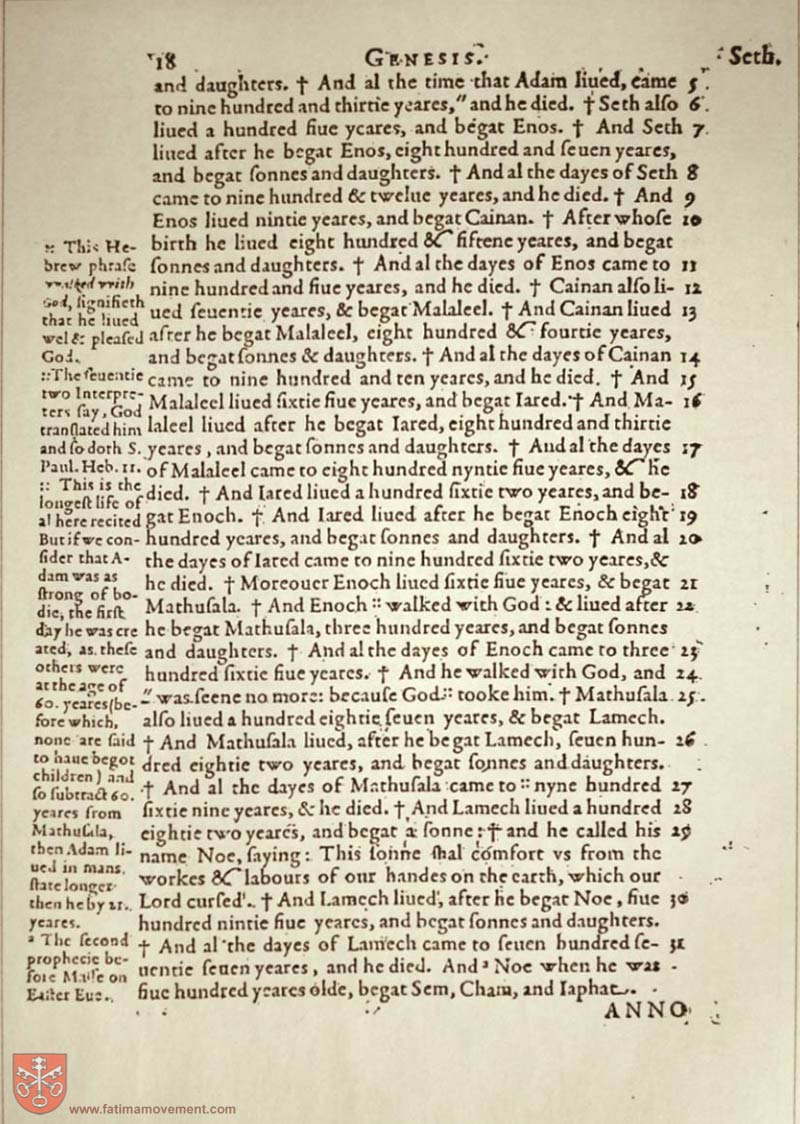 18 GENESIS. Seth.
and daughters. † And al the time that Adam liued, came 5
to nine hundred and thirtie yeares,” and he died. † Seth alſo 6
liued a hundred fiue yeares, and begat Enos. † And Seth 7
liued after he begat Enos, eight hundred and ſeuen yeares,
and begat ſonnes and daughters. † And al the dayes of Seth 8
came to nine hundred & twelue yeares, and he died. † And 9
Enos liued nintie yeares, and begat Cainan. † After whoſe 10
birth he liued eight hundred & fiftene yeares, and begat
ſonnes and daughters. † And al the dayes of Enos came to 11
nine hundred and fiue yeares, and he died. † Cainan alſo li- 12
ued ſeuentie yeares, & begat Malaleel. † And Cainan liued 13
after he begat Malaleel, eight hundred & fourtie yeares,
and begat ſonnes & daughters. † And al the dayes of Cainan 14
came to nine hundred and ten yeares, and he died. † And 15
Malaleel liued ſixtie fiue yeares, and begat Iared. † And Ma- 16
laleel liued after he begat Iared, eight hundred and thirtie
yeares, and begat ſonnes and daughters. † And al the dayes 17
of Malaleel came to eight hundred nyntie fiue yeares, & he
died. † And Iared liued a hundred ſixtie two yeares, and be- 18
gat Enoch. † And Iared liued after he begat Enoch eight 19
hundred yeares, and begat ſonnes and daughters. † And al 20
the dayes of Iared came to nine hundred ſixtie two yeares, &
he died. † Moreouer Enoch liued ſixtie fiue yeares, & begat 21
Mathuſala. † And Enoch :: walked with God : & liued after 22
he begat Mathuſala, three hundred yeares, and begat ſonnes
and daughters. † And al the dayes of Enoch came to three 23
hundred ſixtie fiue yeares. † And he walked with God, and 24
” was ſeene no more: becauſe God :: tooke him. † Mathuſala 25
alſo liued a hundred eightie ſeuen yeares, & begat Lamech.
† And Mathuſala liued, after he begat Lamech, ſeuen hun- 26
dred eightie two yeares, and begat ſonnes and daughters.
† And al the dayes of Mathuſala came to :: nyne hundred 27
ſixtie nine yeares, & he died. † And Lamech liued a hundred 28
eightie two yeares, and begat a ſonne: † and he called his 29
name Noe, ſaying: This ſonne ſhal comfort vs from the
workes & labours of our handes on the earth, which our
Lord curſed. † And Lamech liued, after he begat Noe, fiue 30
hundred nintie fiue yeares, and begat ſonnes and daughters.
† And al the dayes of Lamech came to ſeuen hundred ſe- 31
uentie ſeuen yeares, and he died. And ² Noe when he was
fiue hundred yeares olde, begat Sem, Cham, and Iaphat.
ANNO
:: This He-
brew phraſe
walked with
God, ſignifieth
that he liued
wel & pleaſed
God.
:: The ſeuentie
two Interpre-
ters ſay, God
tranſlated him
and ſo doth S.
Paul. Heb. 11.
:: This is the
longeſt life of
al here recited
But if we con-
ſider that A-
dam was as
ſtrong of bo-
die, the firſt
day he was cre
ated, as theſe
others were
at the age of
60. yeares (be-
fore which,
none are ſaid
to haue begot
children) and
ſo ſubtract 60.
yeares from
Mathuſala,
then Adam li-
ued in mans
ſtate longer
then he by 21.
yeares.
² The ſecond
prophecie be-
fore Maſſe on
Eaſter Eue.
www.fatimamovement.com